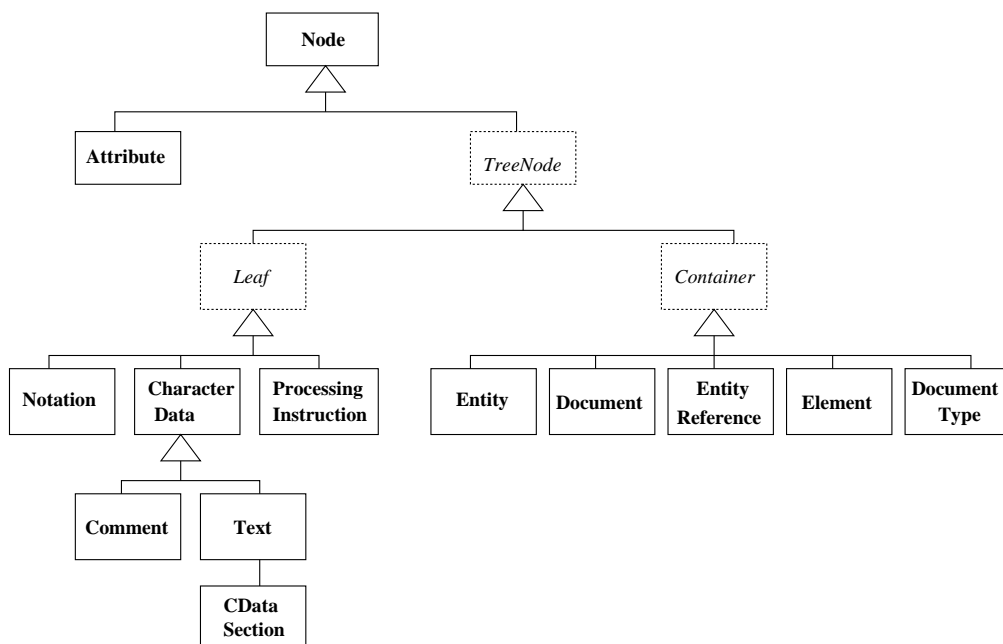 Node
Attribute
TreeNode
Leaf
Container
Notation
Character
Data
Processing
Instruction
Entity
Document
Entity
Reference
Element
Document
Type
Comment
Text
CData
Section